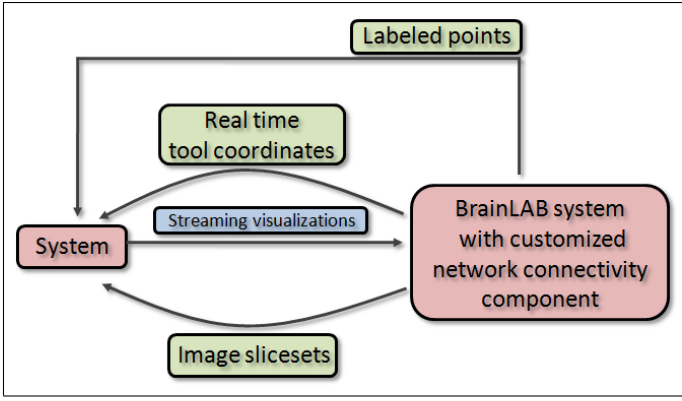 Labeled points
Real time
tool coordinates
Streaming visualizations
System
BrainLAB system
with customized
network connectivity
component
Image slicesets